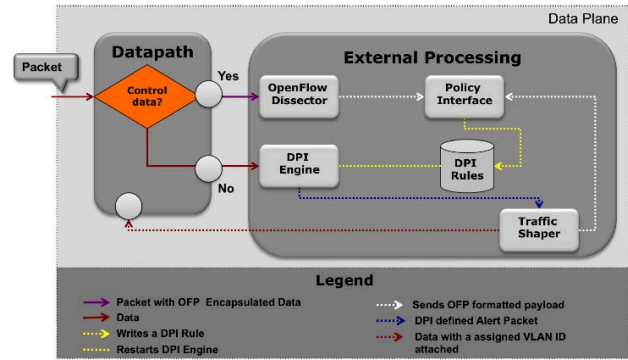 Data Plane
Packet
Datapath
Control
data?
Yes
No
External Processing
OpenFlow
Dissector
Policy
Interface
DPI
Engine
DPI
Rules
Traffic
Shaper
Legend
Packet with OFP Encapsulated Data
Data
Writes a DPI Rule
Restarts DPI Engine
Sends OFP formatted payload
DPI defined Alert Packet
Data with a assigned VLAN ID
attached